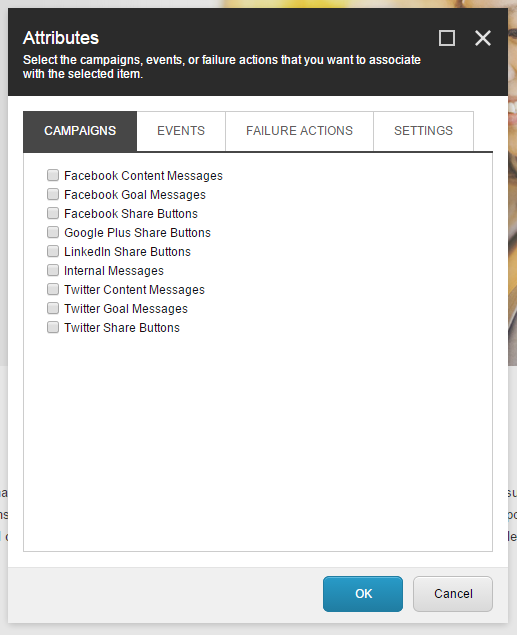 Attributes
Select the campaigns, events, or failure actions that you want to associate
with the selected item.
CAMPAIGNS EVENTS FAILURE ACTIONS SETTINGS
Facebook Content Messages
Facebook Goal Messages
Facebook Share Buttons
Google Plus Share Buttons
LinkedIn Share Buttons
Internal Messages
Twitter Content Messages
Twitter Goal Messages
Twitter Share Buttons
OK Cancel